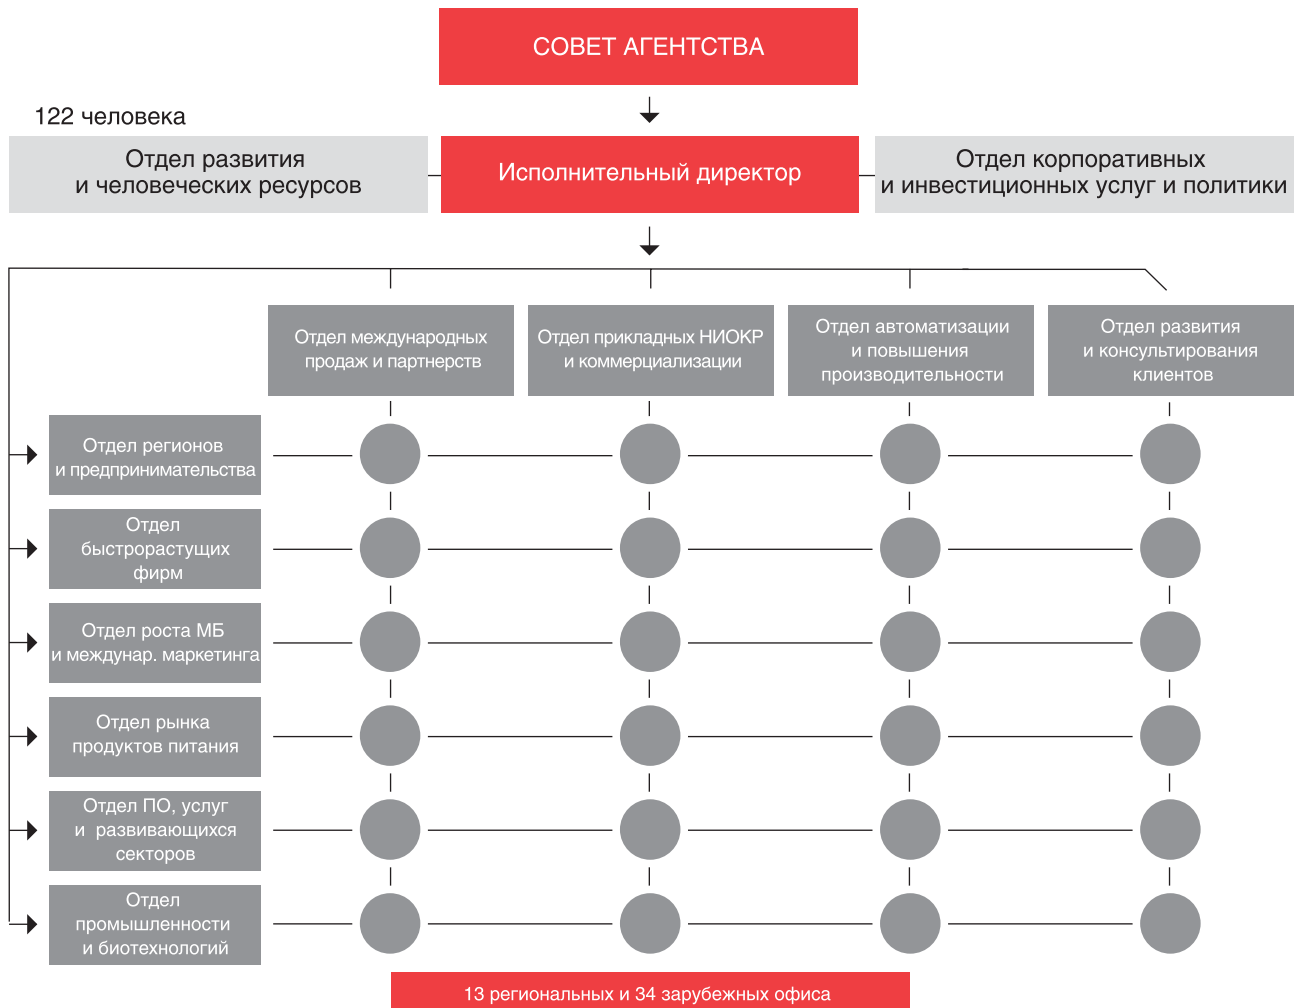 СОВЕТ АГЕНТСТВА
122 человека
Отдел развития
и человеческих ресурсов
Исполнительный директор
Отдел корпоративных
и инвестиционных услуг и политики
Отдел международных
продаж и партнерств
Отдел прикладных НИОКР
и коммерциализации
Отдел автоматизации
и повышения
производительности
Отдел развития
и консультирования
клиентов
Отдел регионов
и предпринимательства
Отдел
быстрорастущих
фирм
Отдел роста МБ
и междунар. маркетинга
Отдел рынка
продуктов питания
Отдел ПО, услуг
и развивающихся
секторов
Отдел
промышленности
и биотехнологий
13 региональных и 34 зарубежных офиса